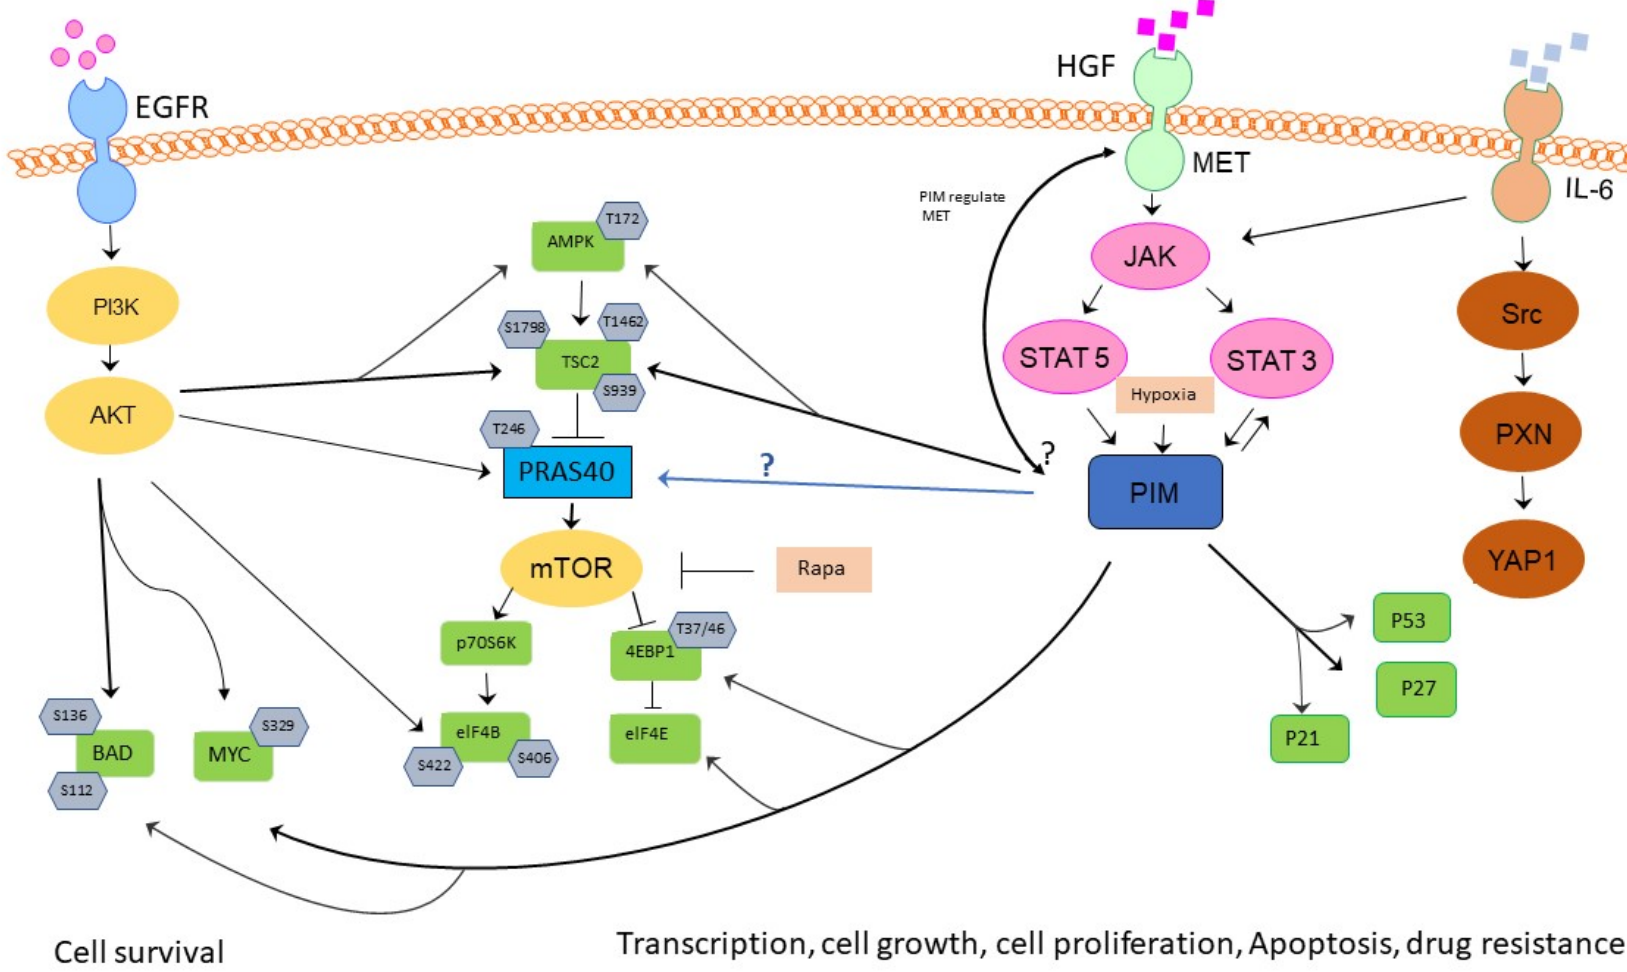 HGF
EGFR
MET
IL-6
PIM regulate
MET
T172
AMPK
JAK
PI3K
S1798
T1462
TSC2
S939
STAT 5
STAT 3
Hypoxia
Src
AKT
T246
PRAS40
?
?
PIM
PXN
mTOR
Rapa
YAP1
p70S6K
4EBP1
T37/46
P53
P27
P21
S136
BAD
S112
MYC
S329
eIF4B
S422
S406
eIF4E
Cell survival
Transcription, cell growth, cell proliferation, Apoptosis, drug resistance